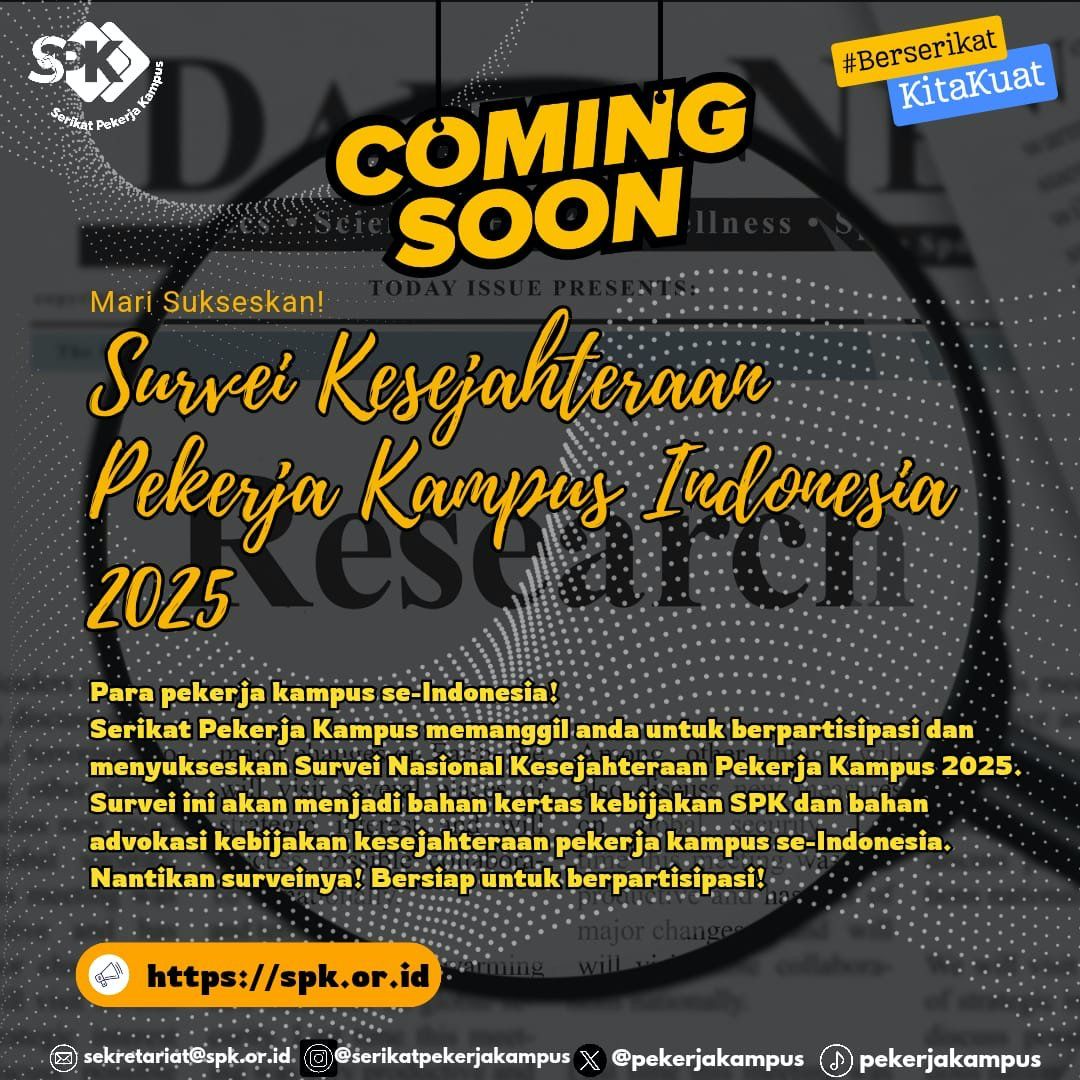 SPK
Serikat Pekerja Kampus
#Berserikat
KitaKuat
COMING
SOON
TODAY ISSUE PRESENTS:
Mari Sukseskan!
Survei Kesejahteraan
Pekerja Kampus Indonesia
2025
Research
Para pekerja kampus se-Indonesia!
Serikat Pekerja Kampus memanggil anda untuk berpartisipasi dan
menyukseskan Survei Nasional Kesejahteraan Pekerja Kampus 2025.
Survei ini akan menjadi bahan kertas kebijakan SPK dan bahan
advokasi kebijakan kesejahteraan pekerja kampus se-Indonesia.
Nantikan surveinya! Bersiap untuk berpartisipasi!
major changes
https://spk.or.id
sekretariat@spk.or.id @serikatpekerjakampus @pekerjakampus pekerjakampus